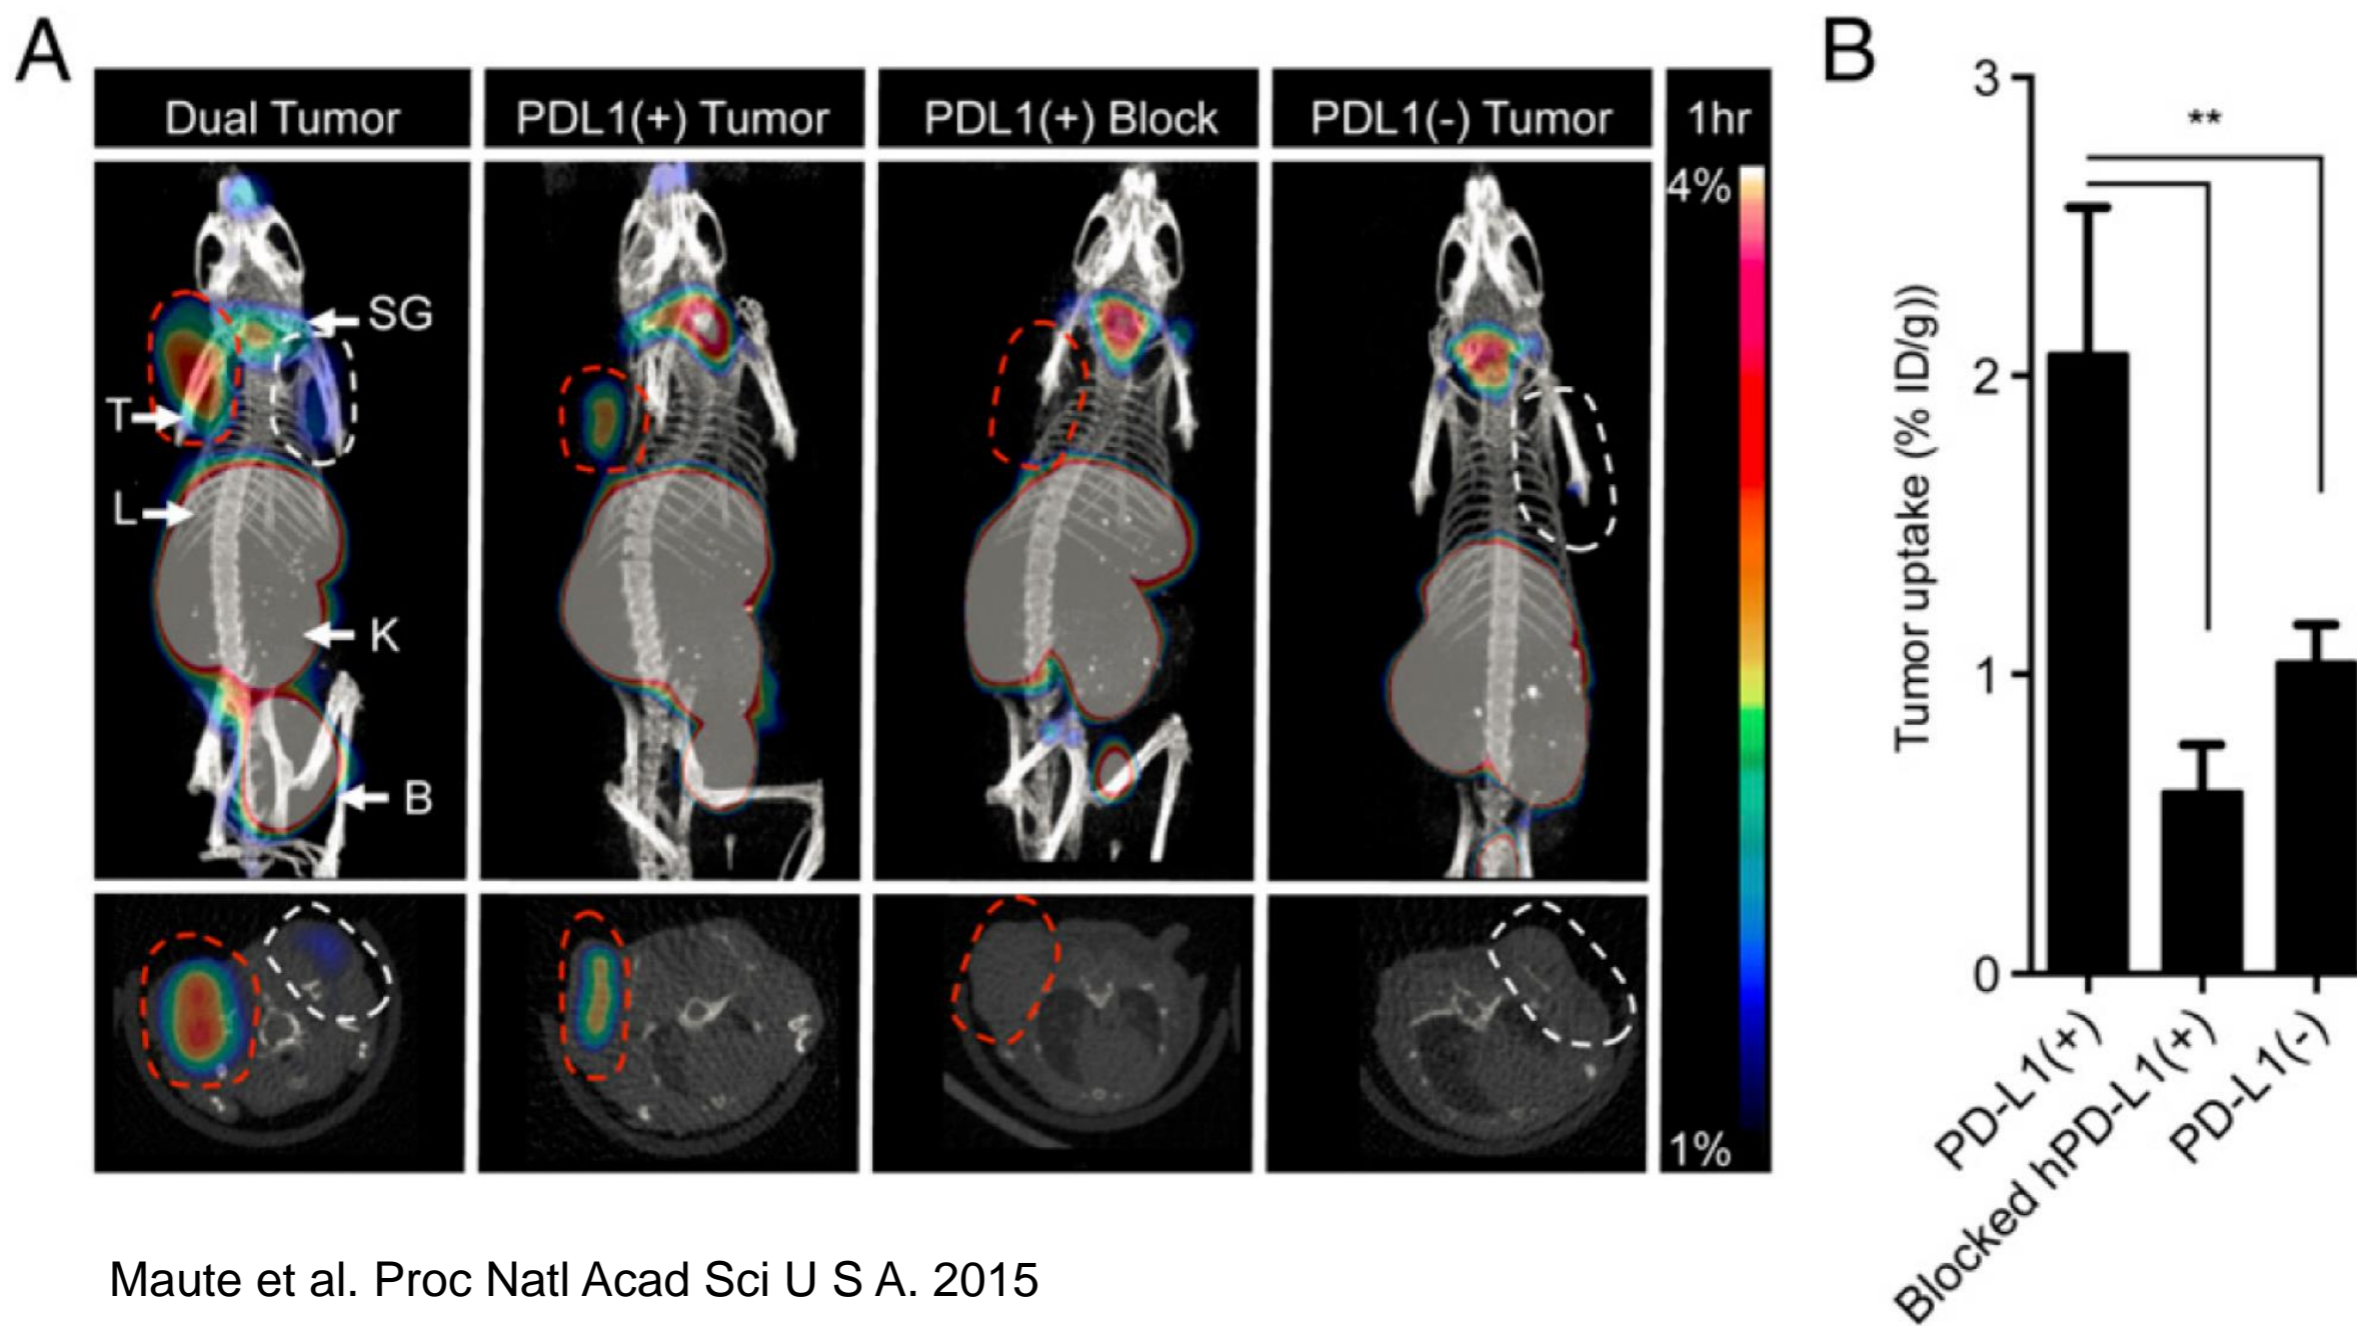 A
Dual Tumor
PDL1(+) Tumor
PDL1(+) Block
PDL1(-) Tumor
1hr
4%
SG
T
L
K
B
1%
B
3
**
2
1
0
Tumor uptake (% ID/g))
PD-L1(+)
Blocked hPD-L1(+)
PD-L1(-)
Maute et al. Proc Natl Acad Sci U S A. 2015